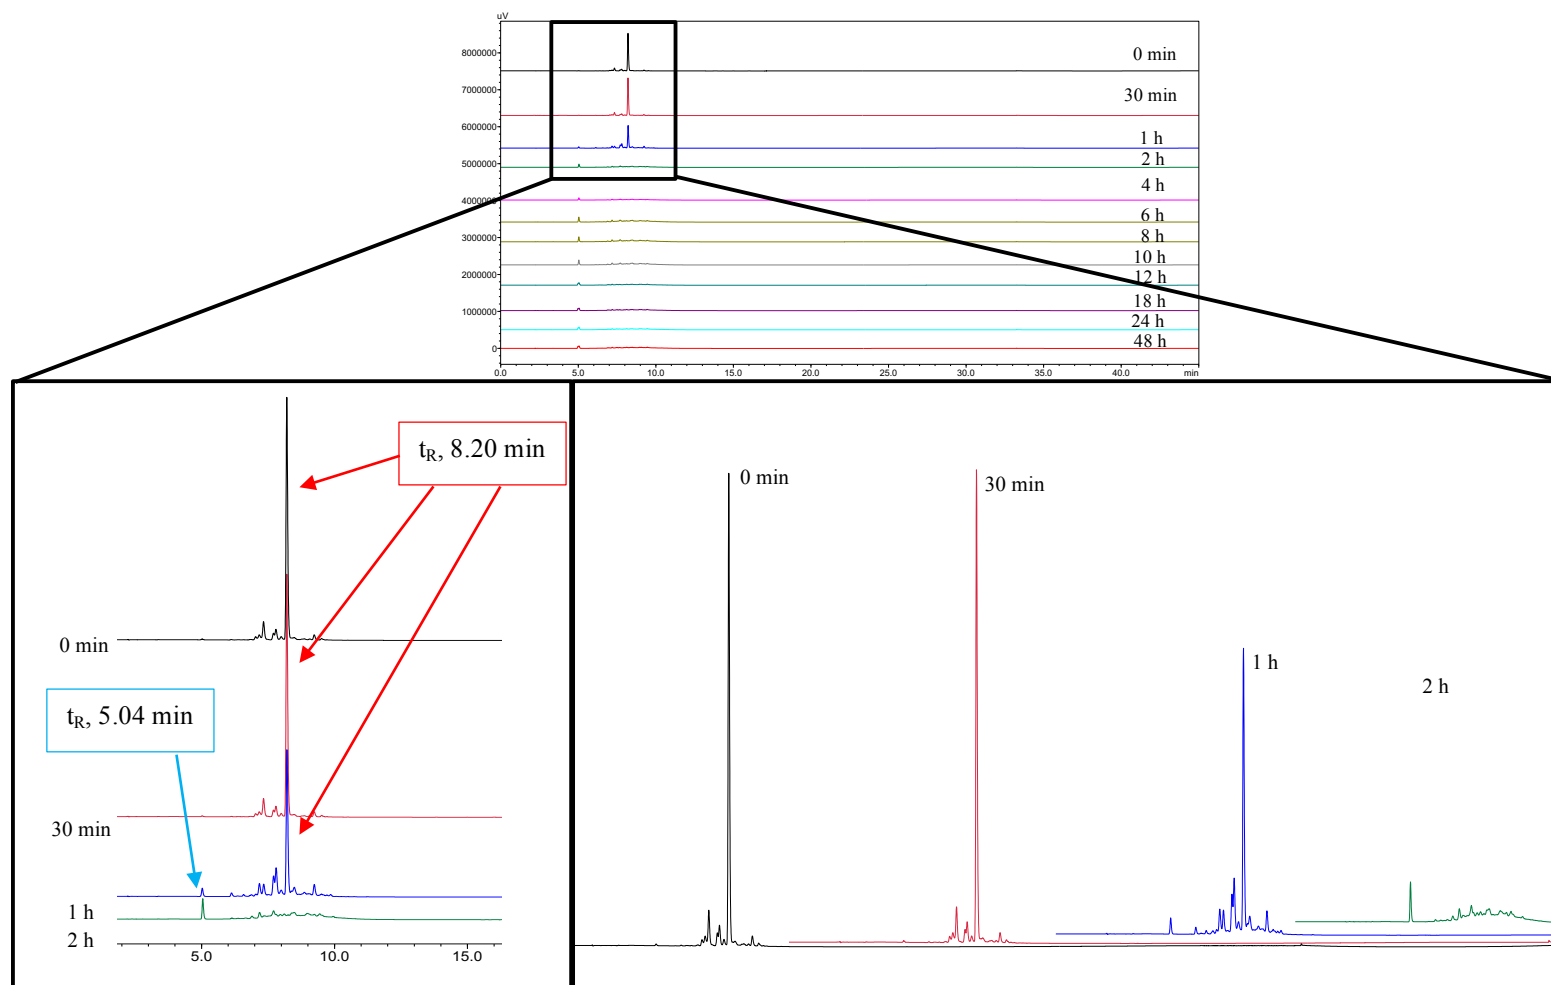 uV
8000000
7000000
6000000
5000000
4000000
3000000
2000000
1000000
0
0 min
30 min
1 h
2 h
4 h
6 h
8 h
10 h
12 h
18 h
24 h
48 h
0.0 5.0 10.0 15.0 20.0 25.0 30.0 35.0 40.0 min
tR, 8.20 min
0 min
tR, 5.04 min
30 min
1 h
2 h
5.0 10.0 15.0
0 min
30 min
1 h
2 h